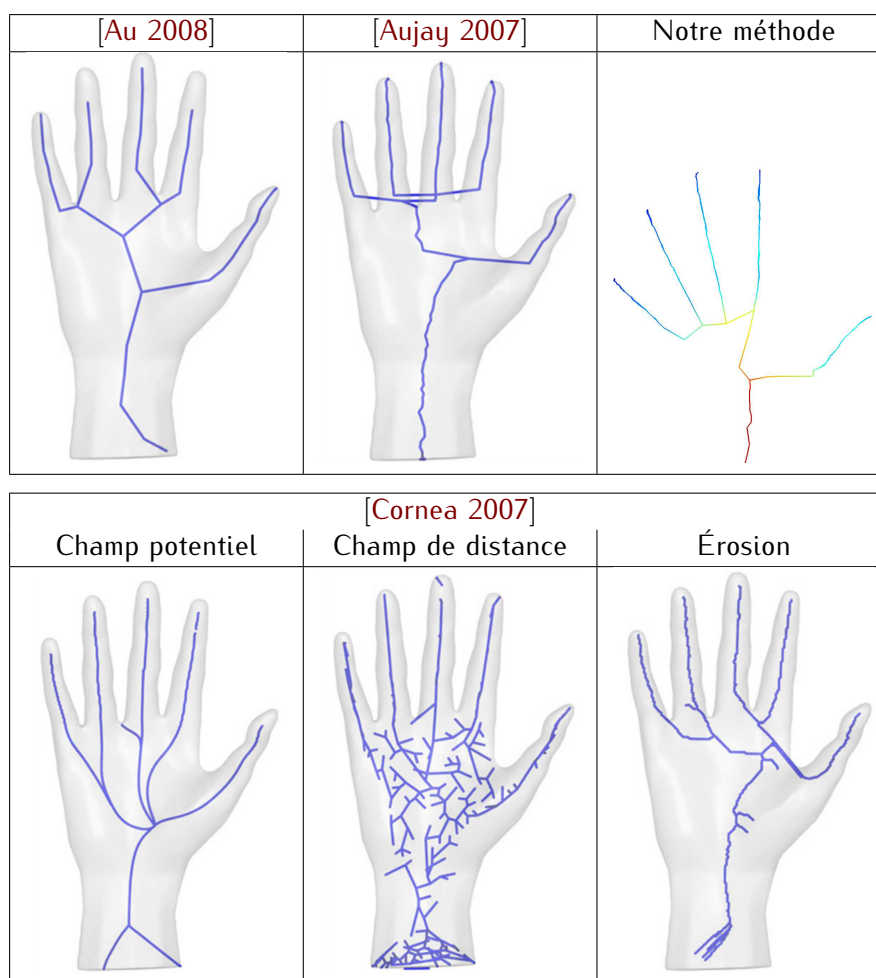 [Au 2008] [Aujay 2007] Notre méthode
[Cornea 2007]
Champ potentiel Champ de distance Érosion